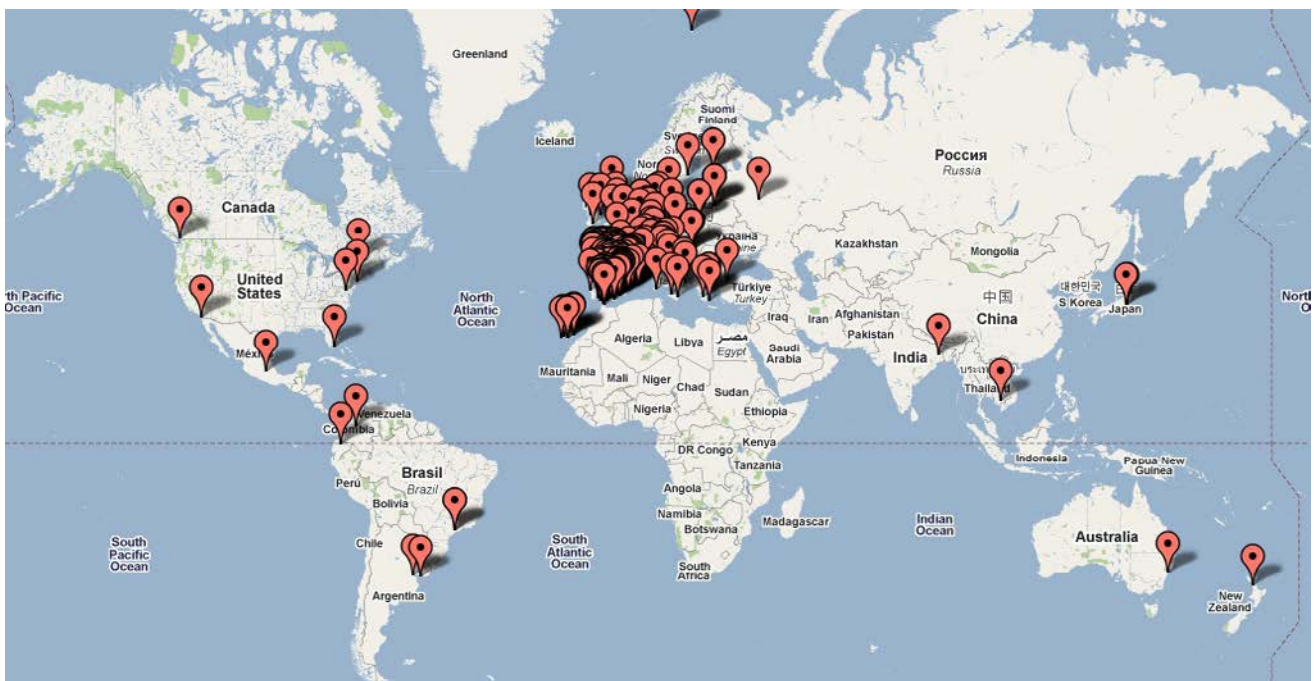 Greenland
Iceland
Suomi
Finland
Россия
Russia
Canada
Kazakhstan
Mongolia
United
States
North
Atlantic
Ocean
Türkiye
Turkey
中国
China
대한민국
S Korea
Japan
rth Pacific
Ocean
North
O
Iraq
Iran
Afghanistan
Pakistan
Algeria
Libya
مصر
Egypt
Saudi
Arabia
India
Thailand
Mauritania
Mali
Niger
Chad
Sudan
Nigeria
Ethiopia
Venezuela
Colombia
DR Congo
Kenya
Tanzania
Indonesia
Papua New
Guinea
Brasil
Brazil
Perú
Bolivia
Angola
Namibia
Botswana
Madagascar
Indian
Ocean
South
Pacific
Ocean
Chile
South
Atlantic
Ocean
South
Africa
Australia
Argentina
New
Zealand